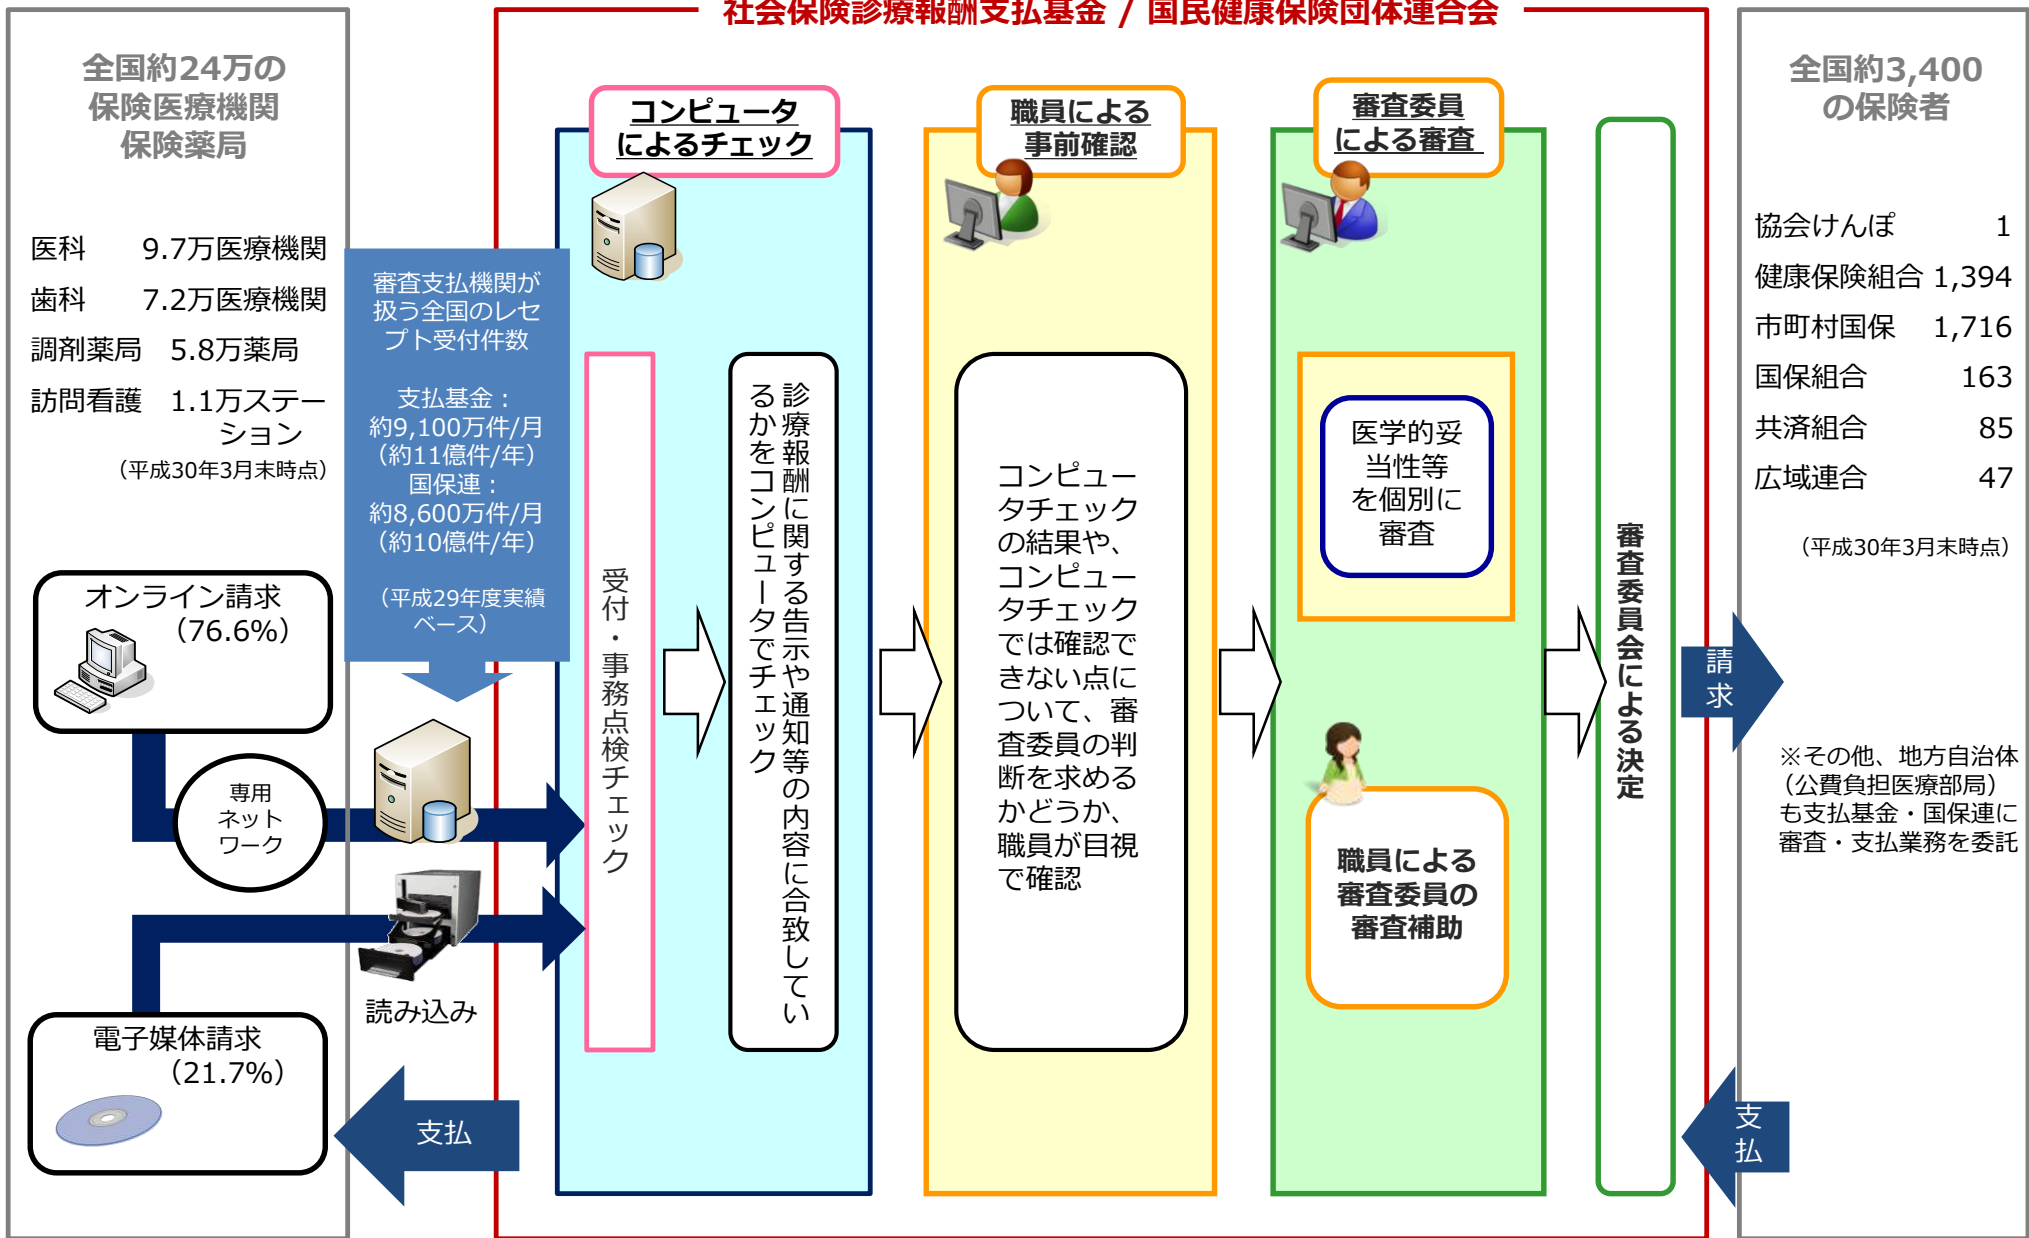 社会保険診療報酬支払基金 / 国民健康保険団体連合会
全国約24万の
保険医療機関
保険薬局
医科 9.7万医療機関
歯科 7.2万医療機関
調剤薬局 5.8万薬局
訪問看護 1.1万ステー
ション
（平成30年3月末時点）
オンライン請求
（76.6%）
専用
ネット
ワーク
電子媒体請求
（21.7%）
審査支払機関が
扱う全国のレセ
プト受付件数
支払基金：
約9,100万件/月
（約11億件/年）
国保連：
約8,600万件/月
（約10億件/年）
（平成29年度実績
ベース）
読み込み
支払
コンピュータ
によるチェック
受付・事務点検チェック
診療報酬に関する告示や通知等の内容に合致してい
るかをコンピュータでチェック
職員による
事前確認
コンピュー
タチェック
の結果や、
コンピュー
タチェック
では確認で
きない点に
ついて、審
査委員の判
断を求める
かどうか、
職員が目視
で確認
審査委員
による審査
医学的妥
当性等
を個別に
審査
職員による
審査委員の
審査補助
審査委員会による決定
請
求
支
払
全国約3,400
の保険者
協会けんぽ 1
健康保険組合 1,394
市町村国保 1,716
国保組合 163
共済組合 85
広域連合 47
（平成30年3月末時点）
※その他、地方自治体
（公費負担医療部局）
も支払基金・国保連に
審査・支払業務を委託